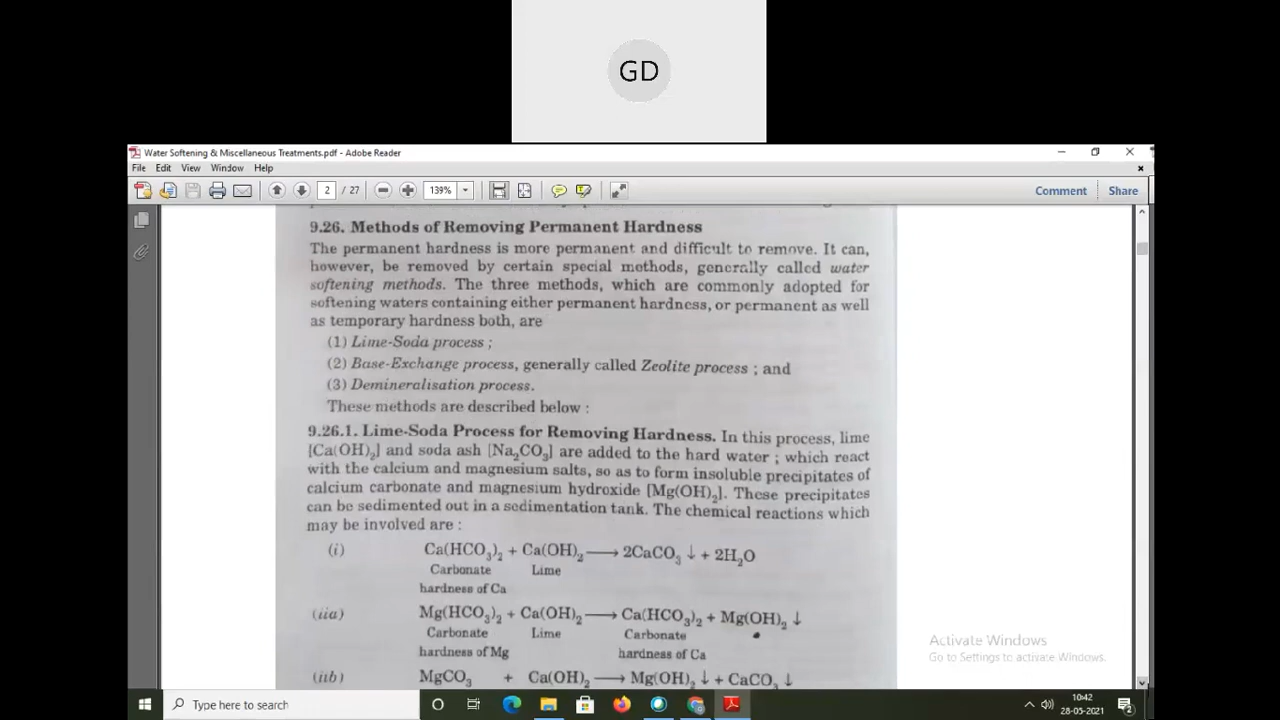 GD
Water Softening & Miscellaneous Treatments.pdf - Adobe Reader
File Edit View Window Help
2 / 27 139% Comment Share
9.26. Methods of Removing Permanent Hardness
The permanent hardness is more permanent and difficult to remove. It can,
however, be removed by certain special methods, generally called water
softening methods. The three methods, which are commonly adopted for
softening waters containing either permanent hardness, or permanent as well
as temporary hardness both, are
(1) Lime-Soda process ;
(2) Base-Exchange process, generally called Zeolite process ; and
(3) Demineralisation process.
These methods are described below :
9.26.1. Lime-Soda Process for Removing Hardness. In this process, lime
[Ca(OH)₂] and soda ash [Na₂CO₃] are added to the hard water ; which react
with the calcium and magnesium salts, so as to form insoluble precipitates of
calcium carbonate and magnesium hydroxide [Mg(OH)₂]. These precipitates
can be sedimented out in a sedimentation tank. The chemical reactions which
may be involved are :
(i) Ca(HCO₃)₂ + Ca(OH)₂ ⟶ 2CaCO₃ ↓ + 2H₂O
Carbonate Lime
hardness of Ca
(iia) Mg(HCO₃)₂ + Ca(OH)₂ ⟶ Ca(HCO₃)₂ + Mg(OH)₂ ↓
Carbonate Lime Carbonate
hardness of Mg hardness of Ca
(iib) MgCO₃ + Ca(OH)₂ ⟶ Mg(OH)₂ ↓ + CaCO₃ ↓
Activate Windows
Go to Settings to activate Windows.
Type here to search
10:42
28-05-2021
2